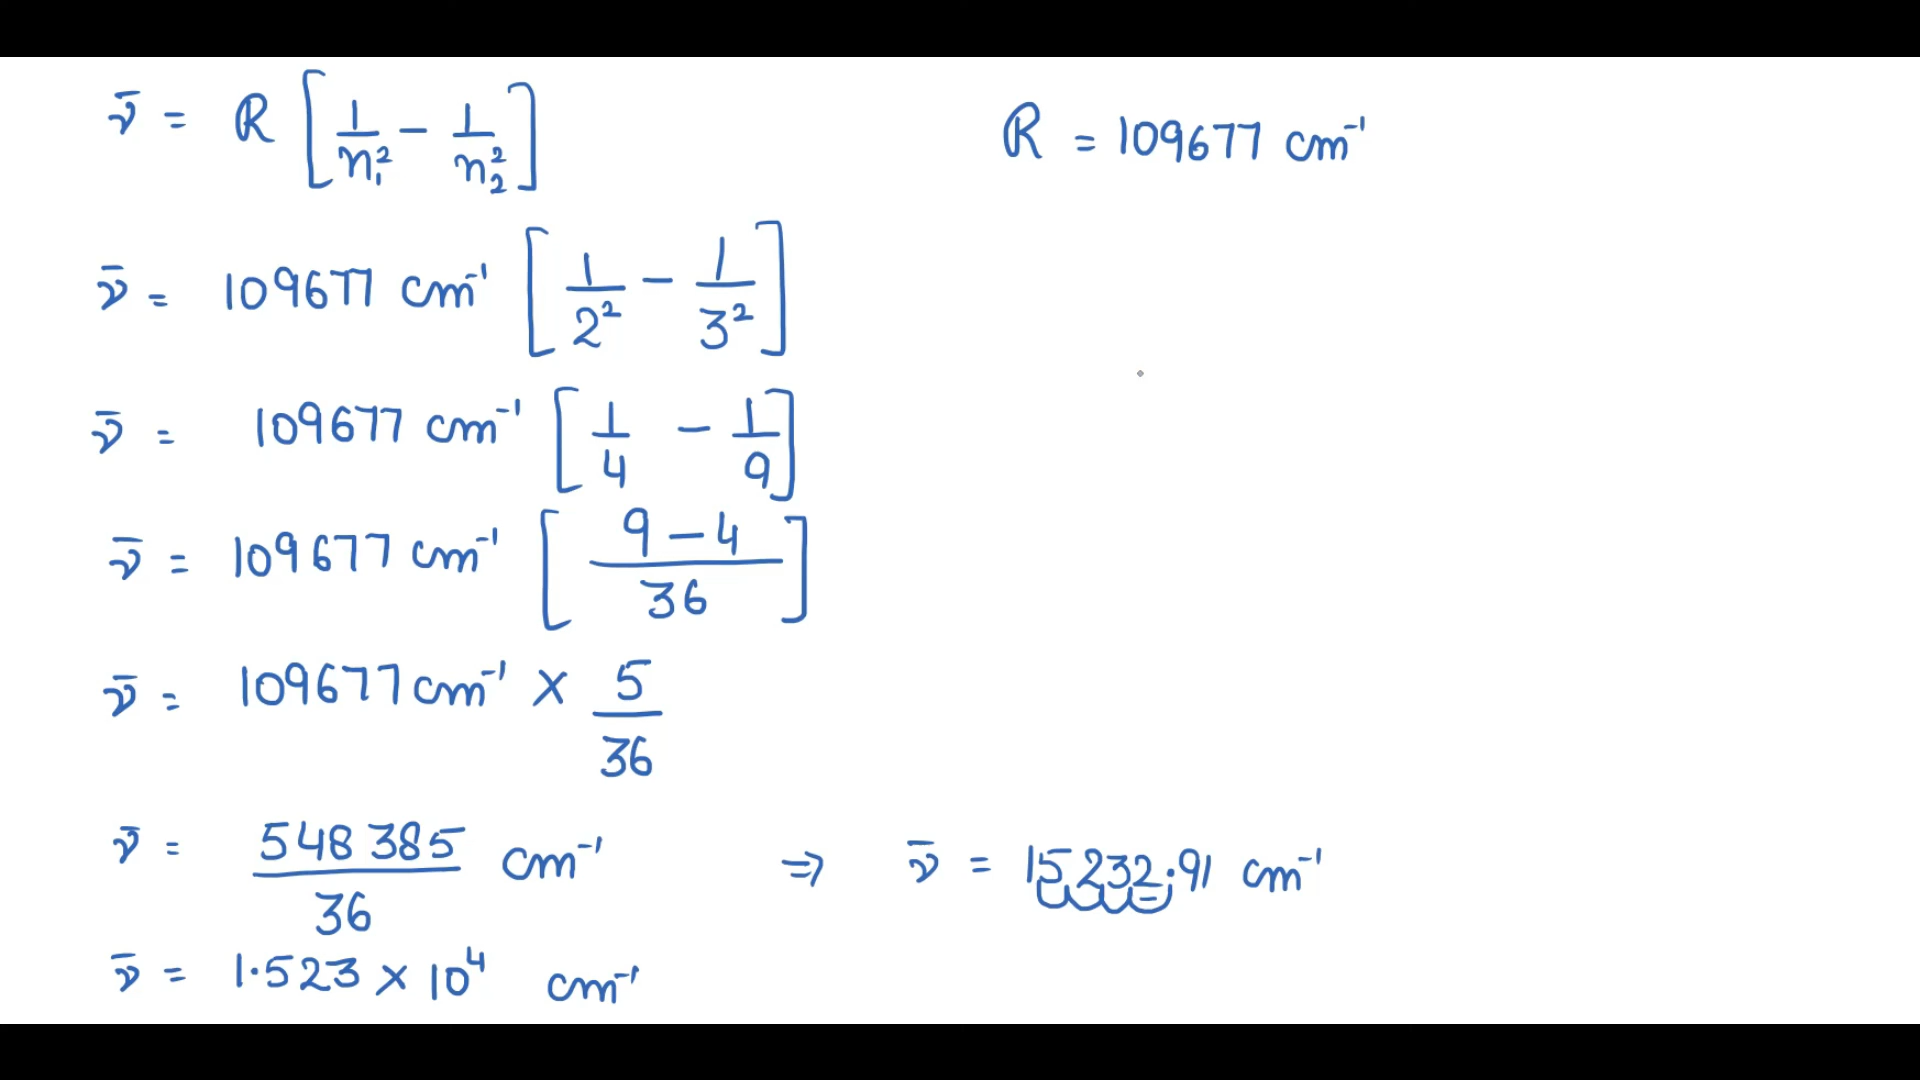 ν̄ = R [1/n₁² − 1/n₂²]
R = 109677 cm⁻¹
ν̄ = 109677 cm⁻¹ [1/2² − 1/3²]
ν̄ = 109677 cm⁻¹ [1/4 − 1/9]
ν̄ = 109677 cm⁻¹ [9−4/36]
ν̄ = 109677 cm⁻¹ × 5/36
ν̄ = 548385/36 cm⁻¹ ⇒ ν̄ = 15232.91 cm⁻¹
ν̄ = 1.523 × 10⁴ cm⁻¹